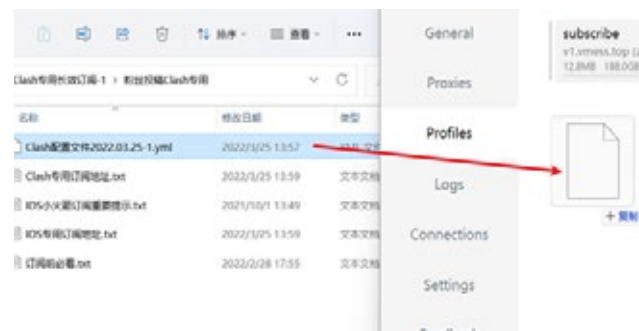 排序 查看 ...
Clash专用长效订阅-1 > 粉丝投稿Clash专用
名称 修改日期 类型
Clash配置文件2022.03.25-1.yml 2022/3/25 13:57
Clash专用订阅地址.txt 2022/3/25 13:59 文本文档
IOS小火箭订阅重要提示.txt 2021/10/1 13:49 文本文档
IOS专用订阅地址.txt 2022/3/25 13:59 文本文档
订阅前必看.txt 2022/2/28 17:55 文本文档
General
Proxies
Profiles
Logs
Connections
Settings
subscribe
v1.vmess.top
12.8MB
+ 复制